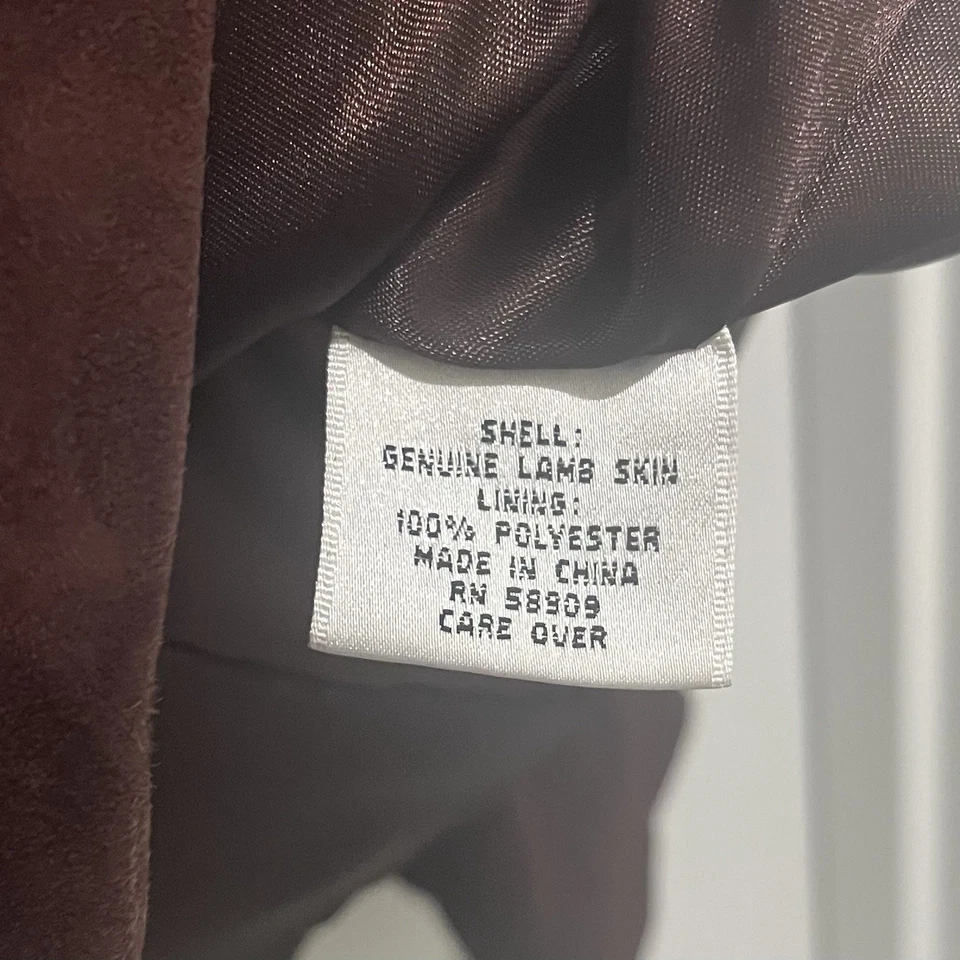 SHELL:
GENUINE LAMB SKIN
LINING:
100% POLYESTER
MADE IN CHINA
RN 58909
CARE OVER